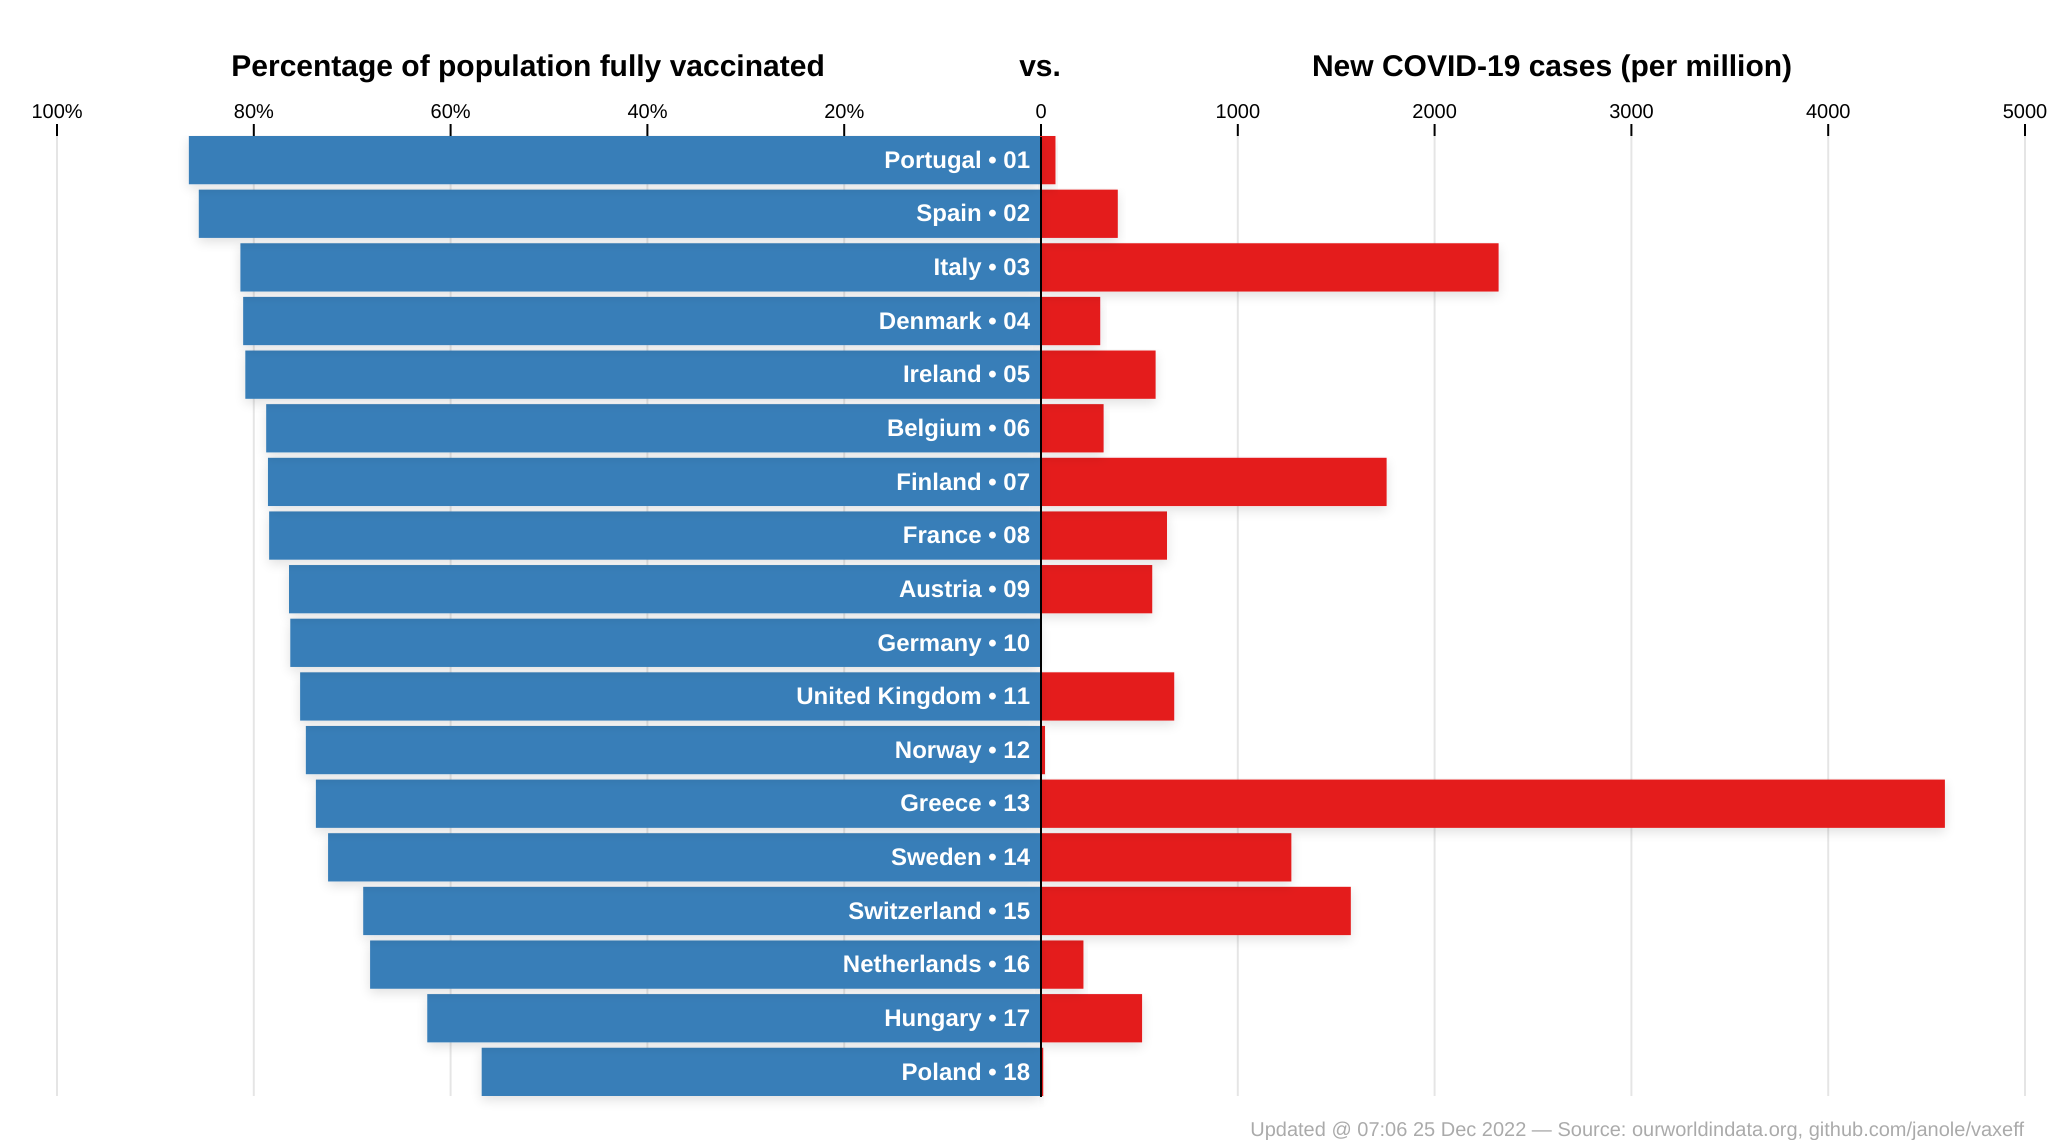 Percentage of population fully vaccinated vs. New COVID-19 cases (per million)
100% 80% 60% 40% 20% 0 1000 2000 3000 4000 5000
Portugal • 01
Spain • 02
Italy • 03
Denmark • 04
Ireland • 05
Belgium • 06
Finland • 07
France • 08
Austria • 09
Germany • 10
United Kingdom • 11
Norway • 12
Greece • 13
Sweden • 14
Switzerland • 15
Netherlands • 16
Hungary • 17
Poland • 18
Updated @ 07:06 25 Dec 2022 — Source: ourworldindata.org, github.com/janole/vaxeff